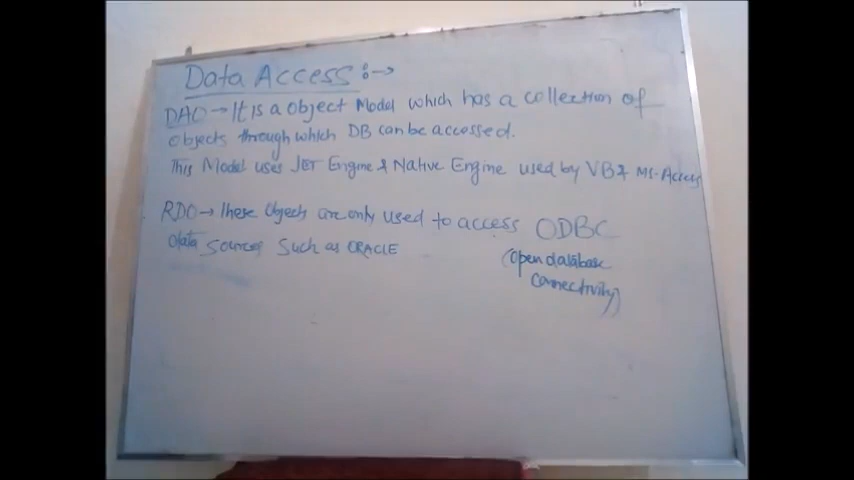 Data Access :→
DAO → It is a object Model which has a collection of
objects through which DB can be accessed.
This Model uses JET Engine & Native Engine used by VB & MS-Access
RDO → These Objects are only used to access ODBC
data sources such as ORACLE
(Open database
connectivity)